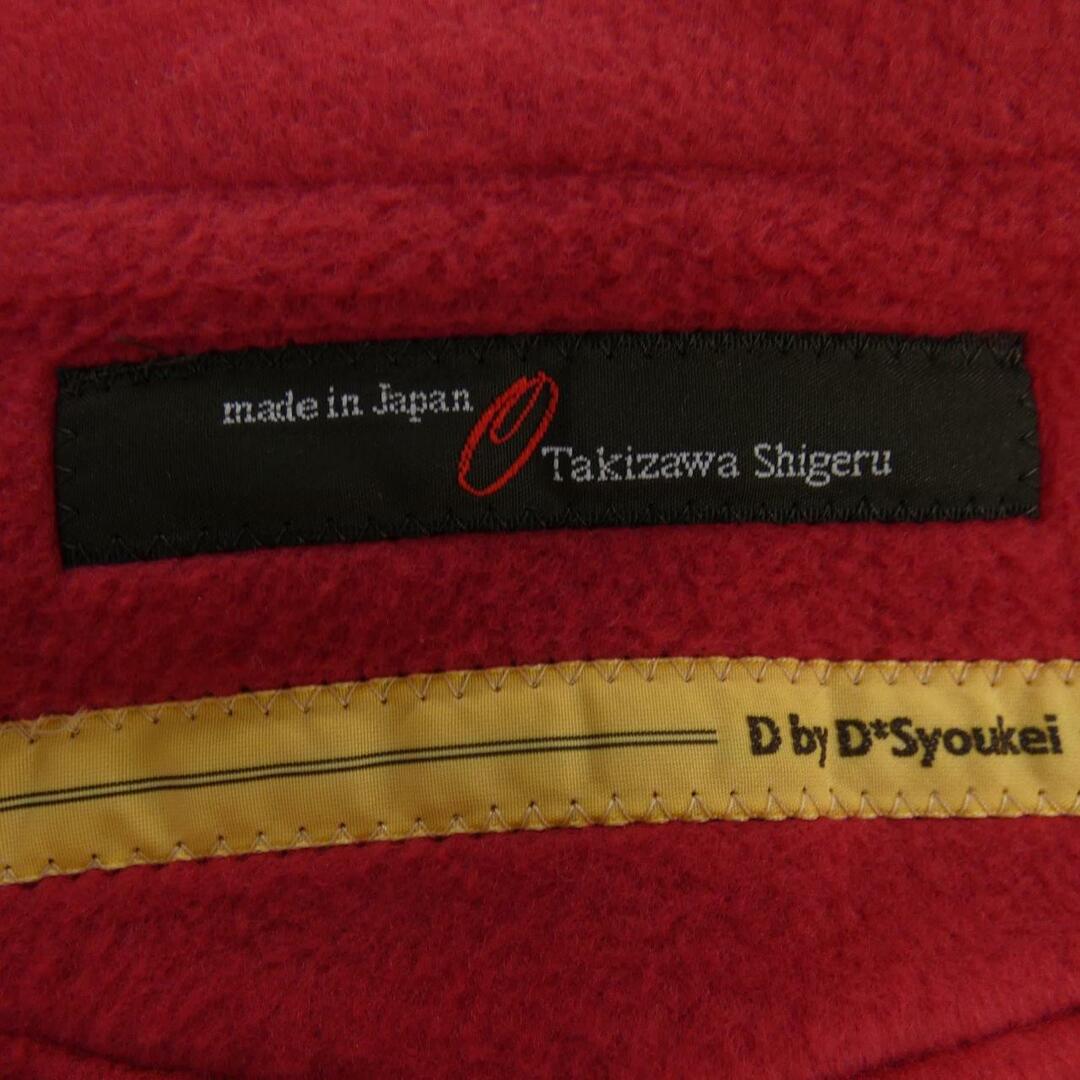 made in Japan
Takizawa Shigeru
D by D*Syoukei